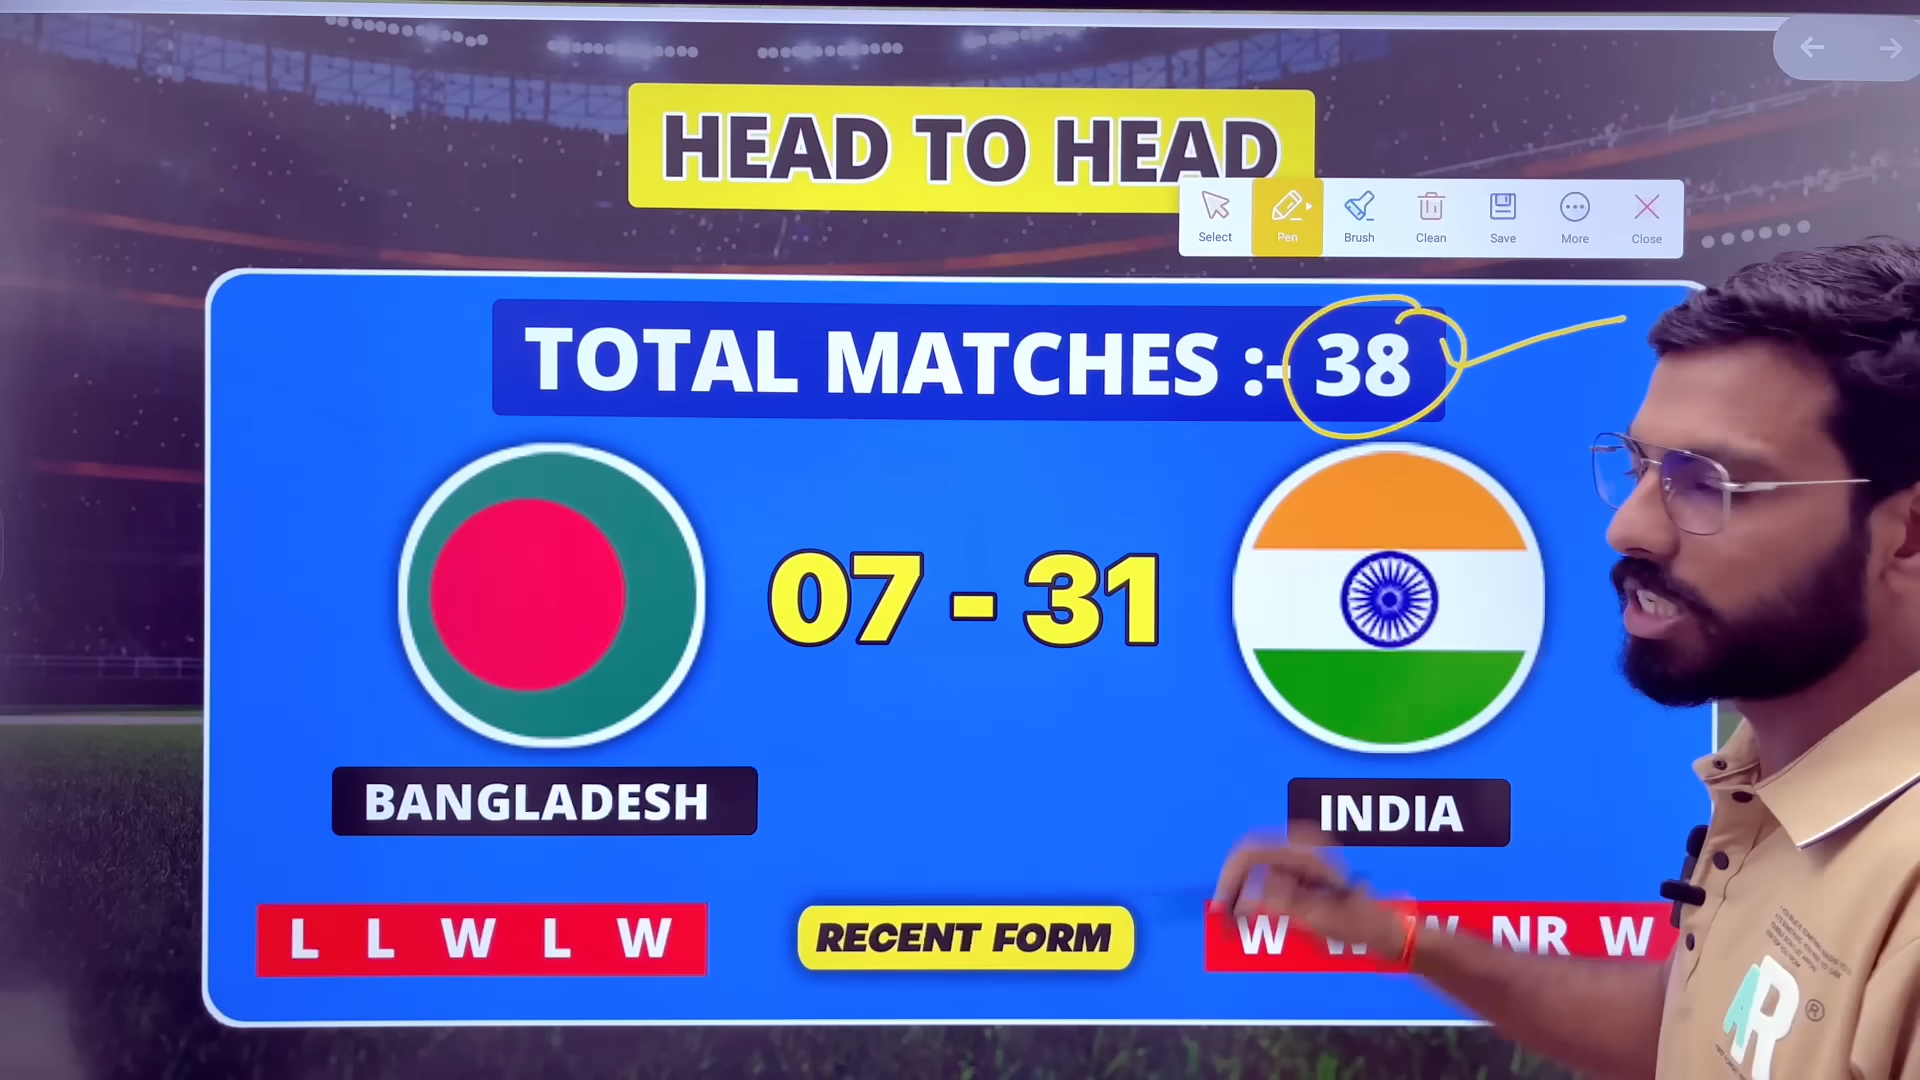 HEAD TO HEAD
Select Pen Brush Clean Save More Close
TOTAL MATCHES :- 38
07 - 31
BANGLADESH
INDIA
L L W L W
RECENT FORM
W W W NR W
AR
®